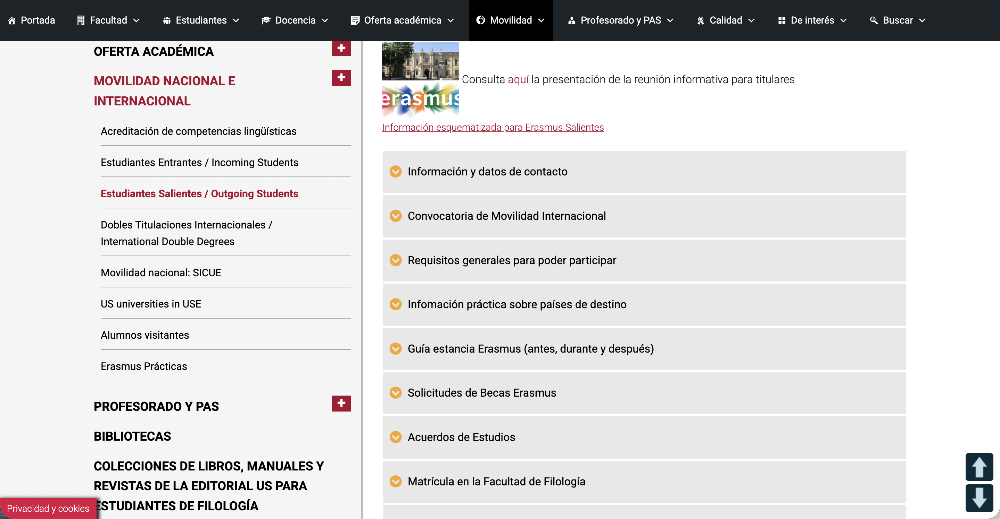 Portada
Facultad
Estudiantes
Docencia
Oferta académica
Movilidad
Profesorado y PAS
Calidad
De interés
Buscar
OFERTA ACADÉMICA
MOVILIDAD NACIONAL E
INTERNACIONAL
Acreditación de competencias lingüísticas
Estudiantes Entrantes / Incoming Students
Estudiantes Salientes / Outgoing Students
Dobles Titulaciones Internacionales /
International Double Degrees
Movilidad nacional: SICUE
US universities in USE
Alumnos visitantes
Erasmus Prácticas
PROFESORADO Y PAS
BIBLIOTECAS
COLECCIONES DE LIBROS, MANUALES Y
REVISTAS DE LA EDITORIAL US PARA
ESTUDIANTES DE FILOLOGÍA
Privacidad y cookies
erasmus
Consulta aquí la presentación de la reunión informativa para titulares
Información esquematizada para Erasmus Salientes
Información y datos de contacto
Convocatoria de Movilidad Internacional
Requisitos generales para poder participar
Infomación práctica sobre países de destino
Guía estancia Erasmus (antes, durante y después)
Solicitudes de Becas Erasmus
Acuerdos de Estudios
Matrícula en la Facultad de Filología